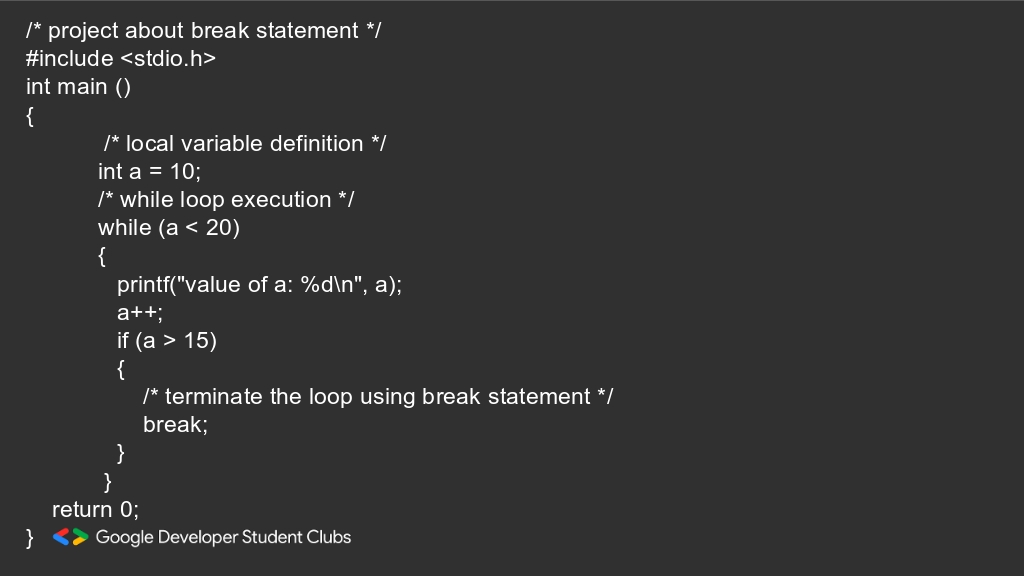 /* project about break statement */
#include <stdio.h>
int main ()
{
/* local variable definition */
int a = 10;
/* while loop execution */
while (a < 20)
{
printf("value of a: %d\n", a);
a++;
if (a > 15)
{
/* terminate the loop using break statement */
break;
}
}
return 0;
}
Google Developer Student Clubs